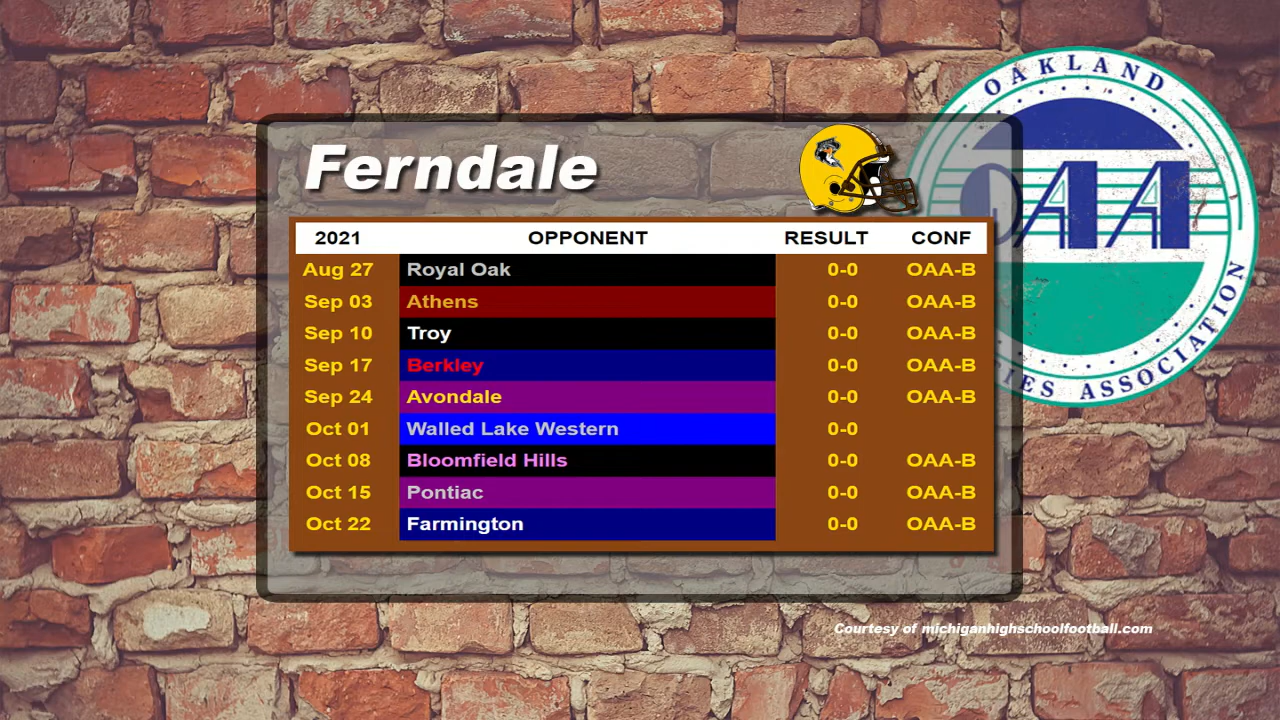 Ferndale
OAKLAND
OAA
IES ASSOCIATION
2021 OPPONENT RESULT CONF
Aug 27 Royal Oak 0-0 OAA-B
Sep 03 Athens 0-0 OAA-B
Sep 10 Troy 0-0 OAA-B
Sep 17 Berkley 0-0 OAA-B
Sep 24 Avondale 0-0 OAA-B
Oct 01 Walled Lake Western 0-0
Oct 08 Bloomfield Hills 0-0 OAA-B
Oct 15 Pontiac 0-0 OAA-B
Oct 22 Farmington 0-0 OAA-B
Courtesy of michiganhighschoolfootball.com